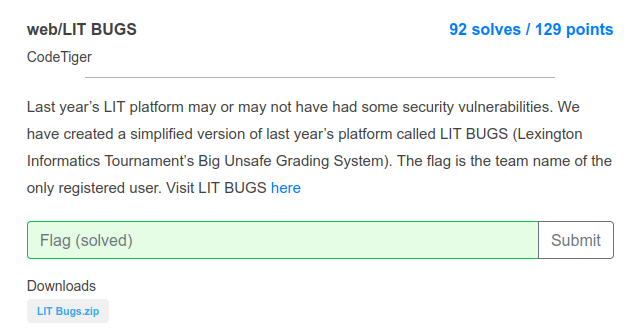 web/LIT BUGS
92 solves / 129 points
CodeTiger
Last year’s LIT platform may or may not have had some security vulnerabilities. We
have created a simplified version of last year’s platform called LIT BUGS (Lexington
Informatics Tournament’s Big Unsafe Grading System). The flag is the team name of the
only registered user. Visit LIT BUGS here
Flag (solved)
Submit
Downloads
LIT Bugs.zip